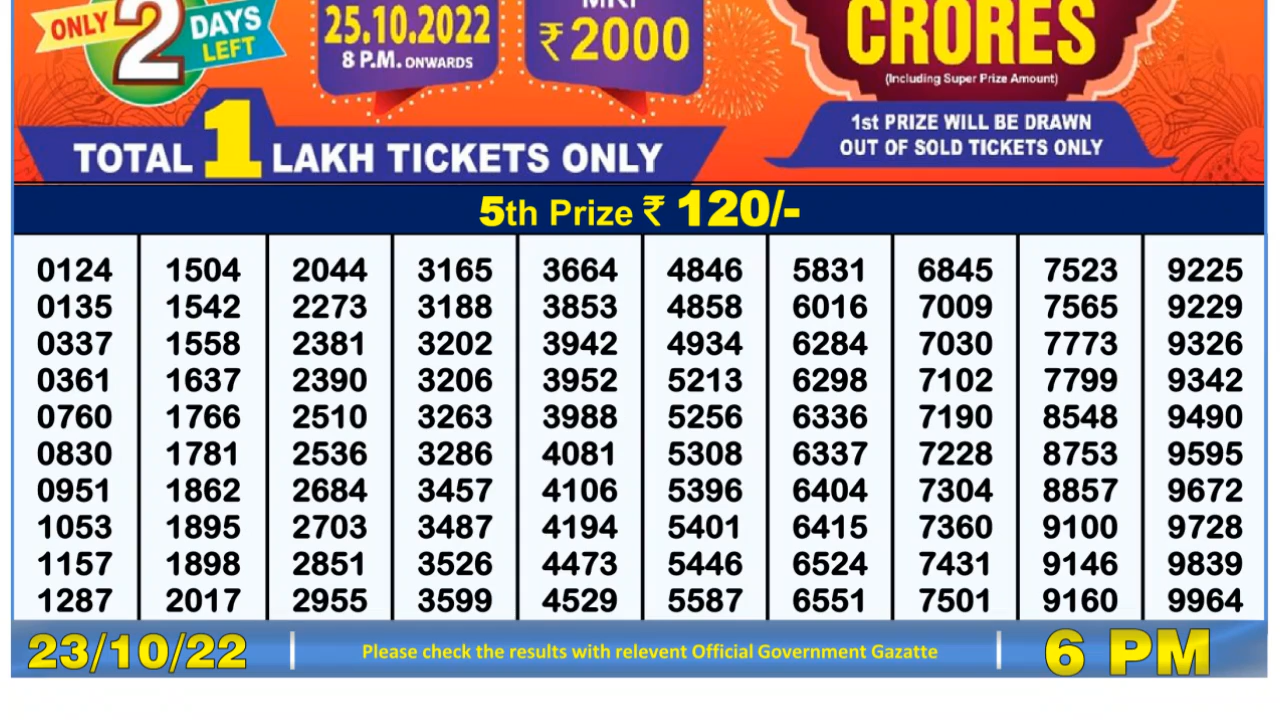 ONLY 2 DAYS LEFT
25.10.2022
8 P.M. ONWARDS
₹2000
CRORES
(Including Super Prize Amount)
1st PRIZE WILL BE DRAWN
OUT OF SOLD TICKETS ONLY
TOTAL 1 LAKH TICKETS ONLY
5th Prize ₹ 120/-
0124 1504 2044 3165 3664 4846 5831 6845 7523 9225
0135 1542 2273 3188 3853 4858 6016 7009 7565 9229
0337 1558 2381 3202 3942 4934 6284 7030 7773 9326
0361 1637 2390 3206 3952 5213 6298 7102 7799 9342
0760 1766 2510 3263 3988 5256 6336 7190 8548 9490
0830 1781 2536 3286 4081 5308 6337 7228 8753 9595
0951 1862 2684 3457 4106 5396 6404 7304 8857 9672
1053 1895 2703 3487 4194 5401 6415 7360 9100 9728
1157 1898 2851 3526 4473 5446 6524 7431 9146 9839
1287 2017 2955 3599 4529 5587 6551 7501 9160 9964
23/10/22 | Please check the results with relevent Official Government Gazatte | 6 PM